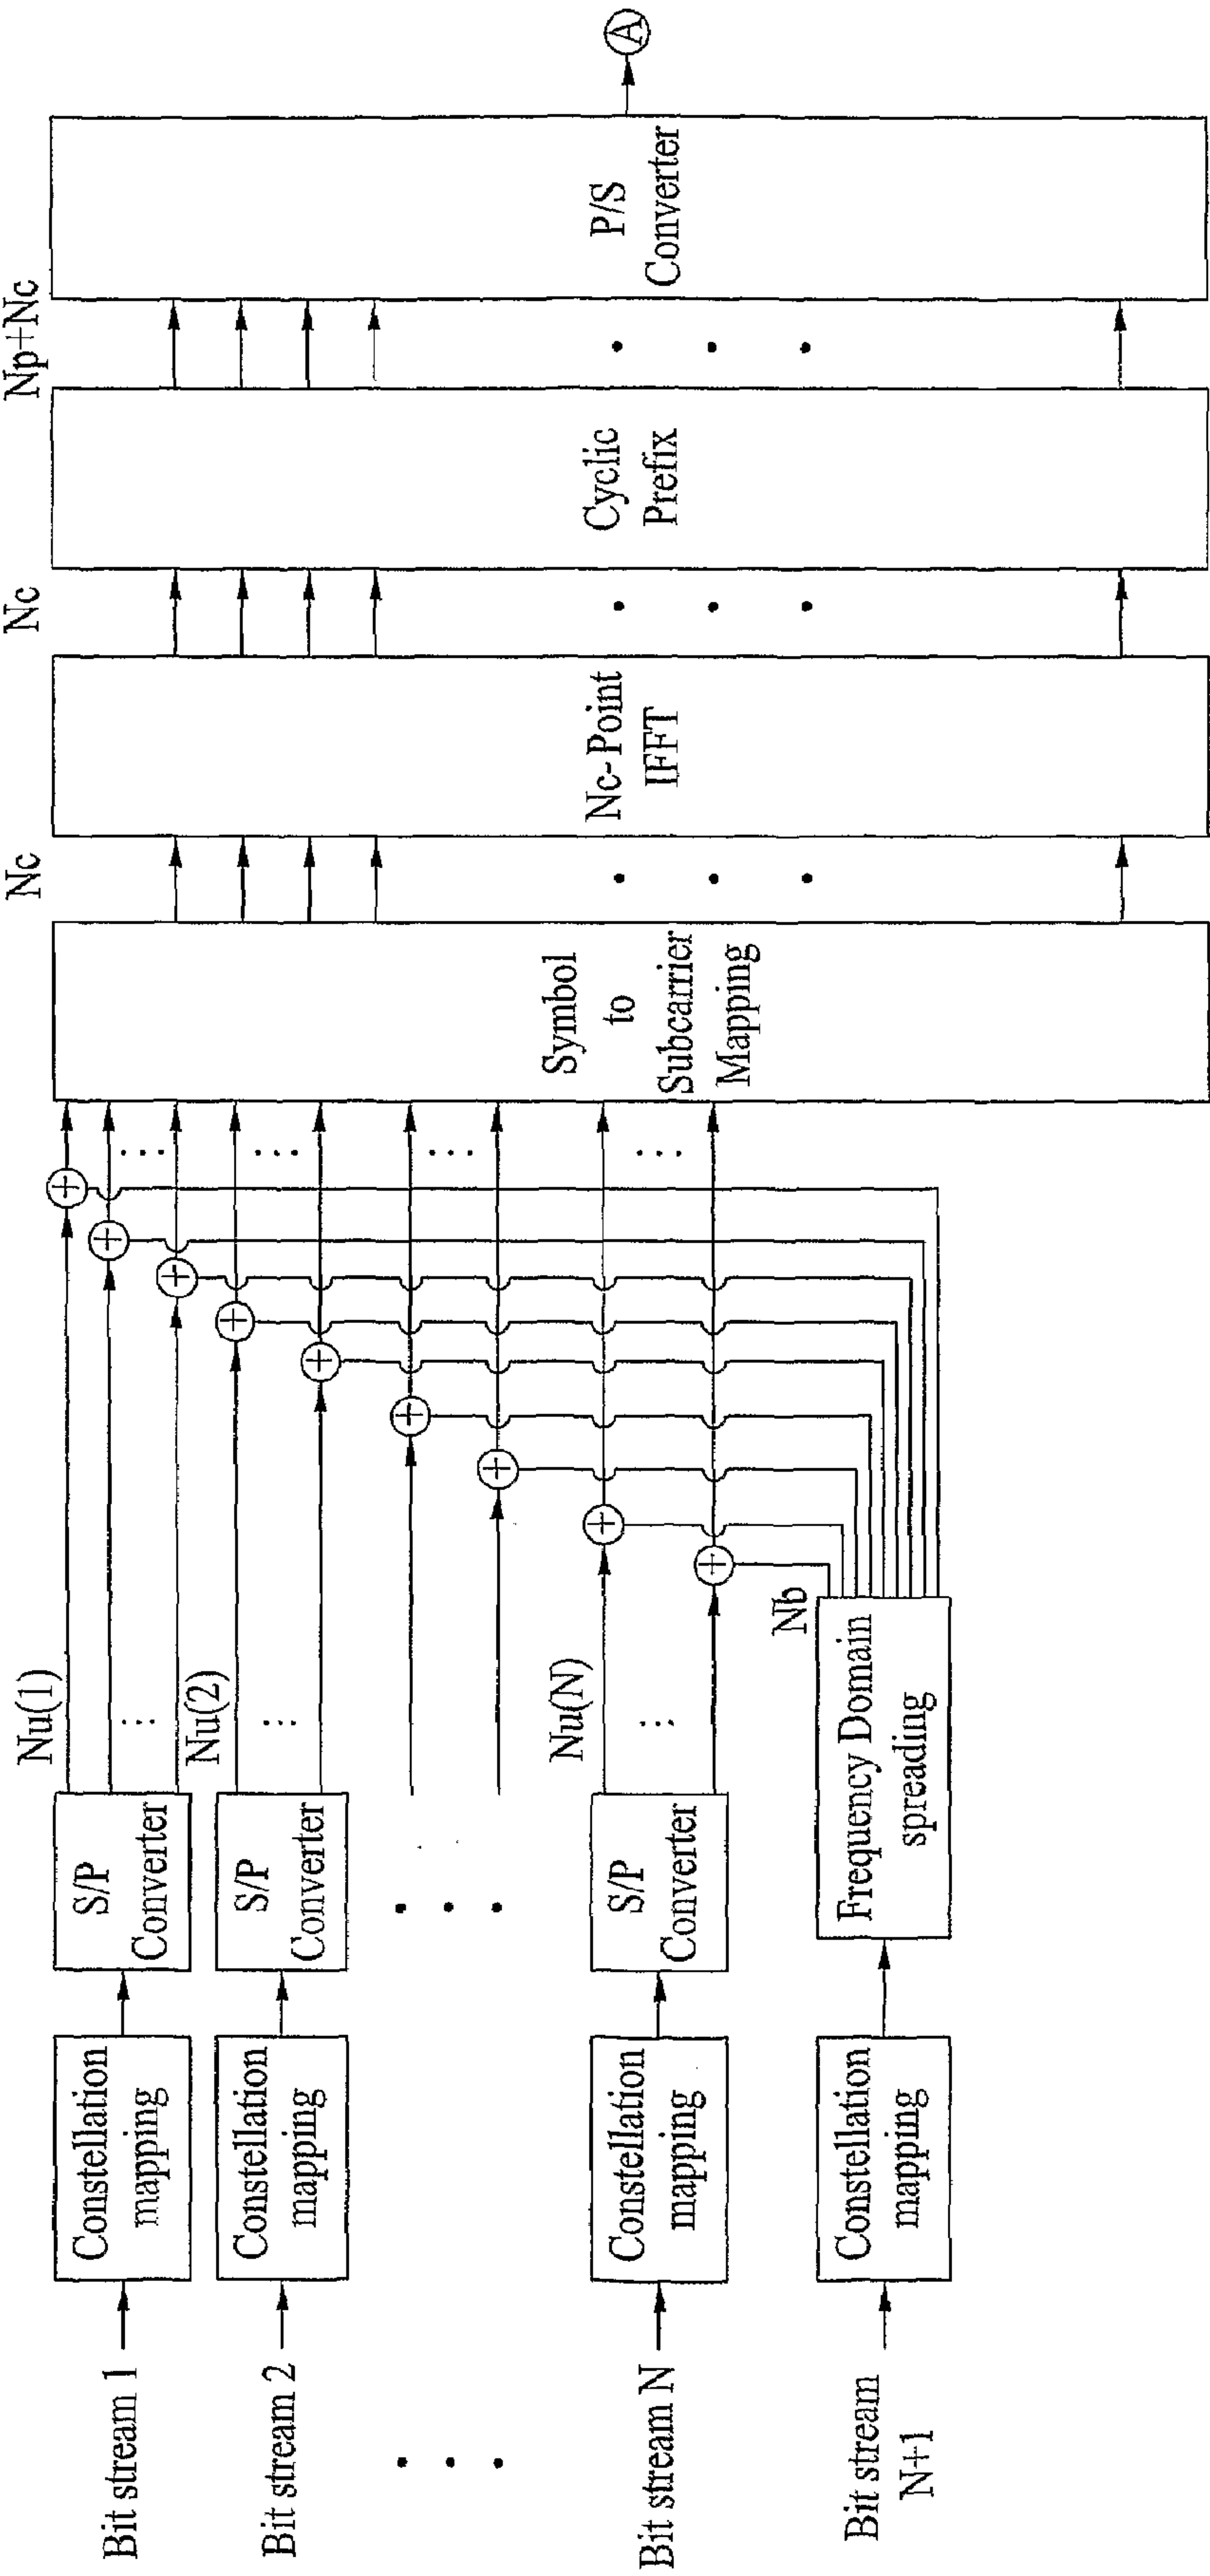 Bit stream 1
Constellation
mapping
S/P
Converter
Nu(1)
Bit stream 2
Constellation
mapping
S/P
Converter
Nu(2)
Bit stream N
Constellation
mapping
S/P
Converter
Nu(N)
Bit stream
N+1
Constellation
mapping
Frequency Domain
spreading
Nb
Symbol
to
Subcarrier
Mapping
Nc
Nc-Point
IFFT
Nc
Cyclic
Prefix
Np+Nc
P/S
Converter
A